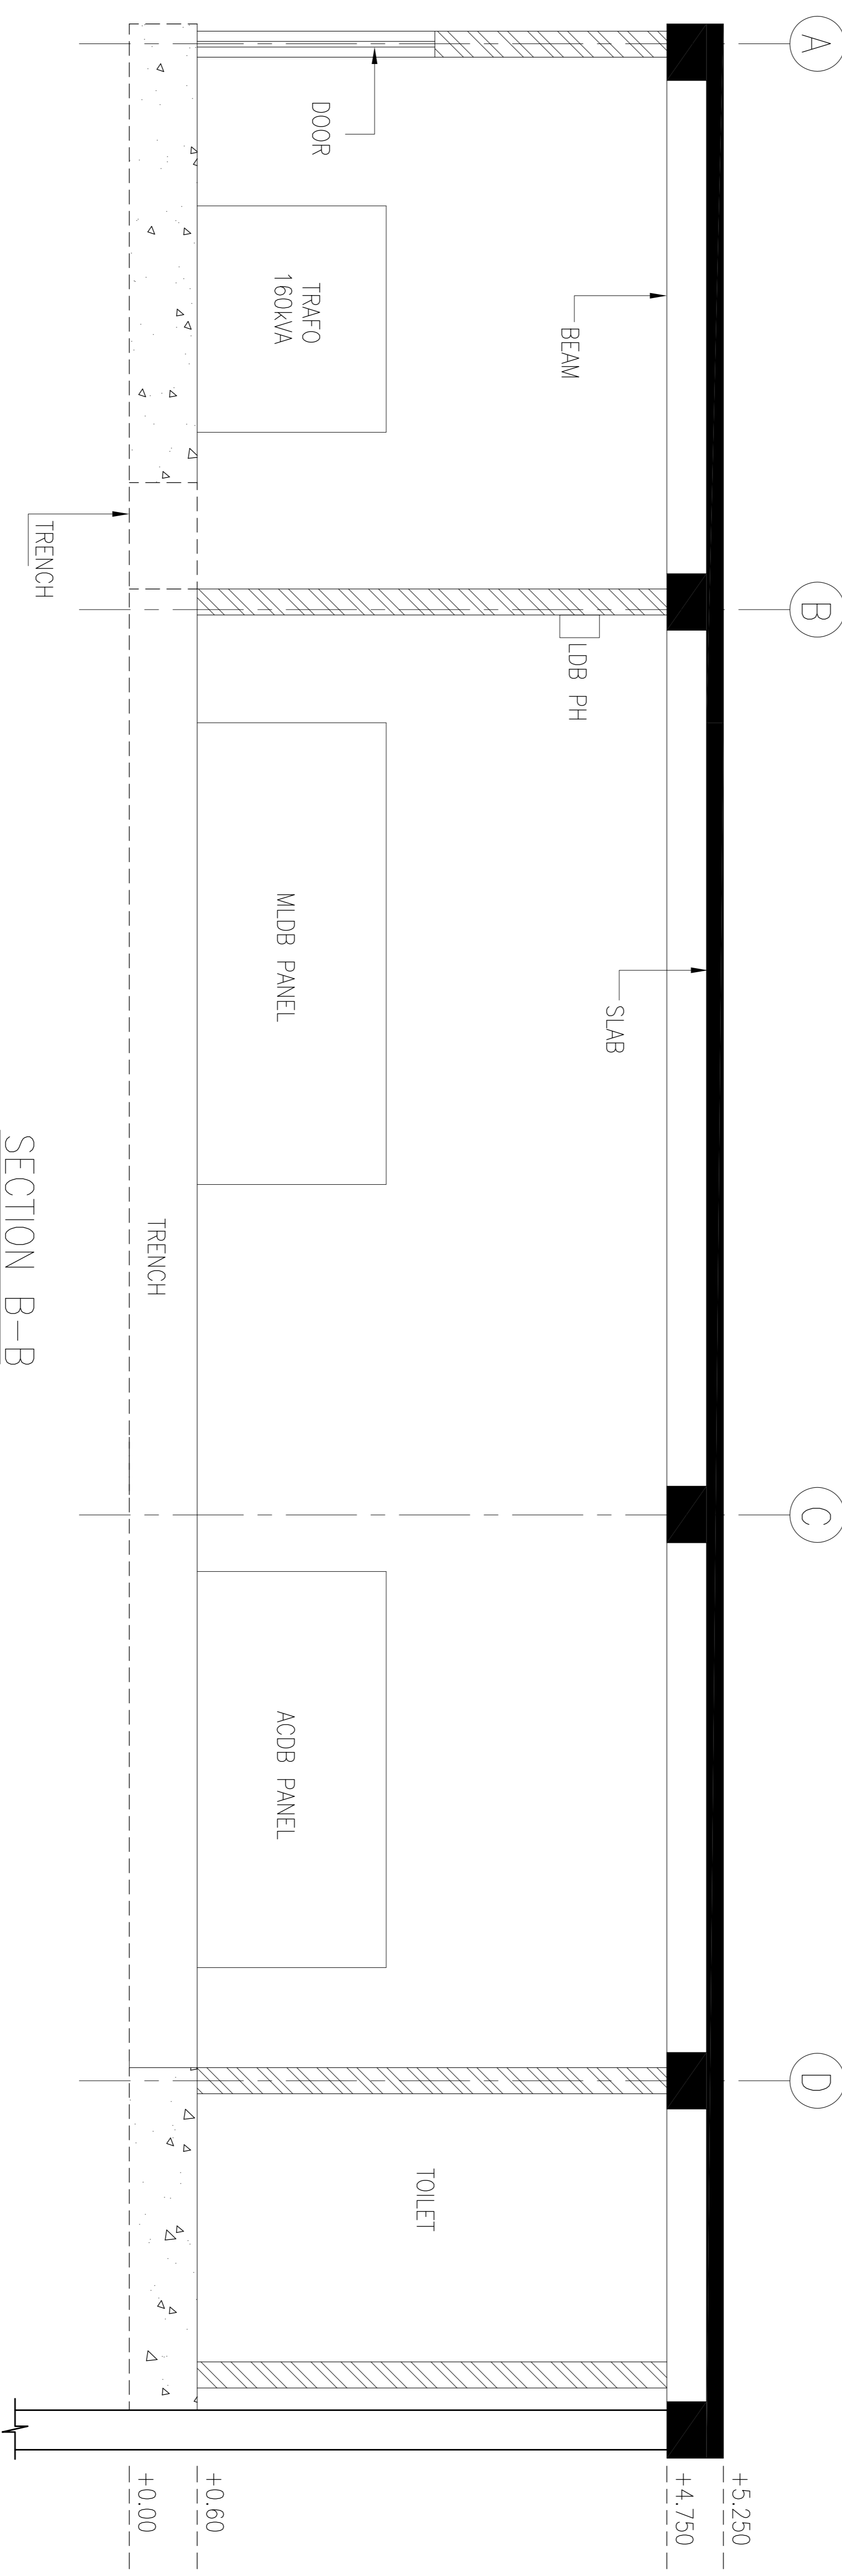 A
B
C
D
+5.250
+4.750
+0.60
+0.00
SLAB
BEAM
LDB PH
DOOR
TRAFO
160kVA
MLDB PANEL
ACDB PANEL
TOILET
TRENCH
TRENCH
SECTION B-B